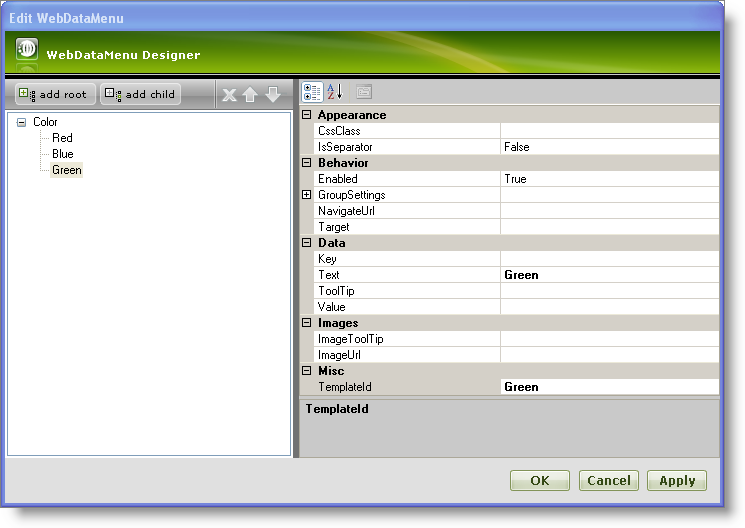 Edit WebDataMenu
WebDataMenu Designer
add root
add child
Color
Red
Blue
Green
A
Z
Appearance
CssClass
IsSeparator False
Behavior
Enabled True
GroupSettings
NavigateUrl
Target
Data
Key
Text Green
ToolTip
Value
Images
ImageToolTip
ImageUrl
Misc
TemplateId Green
TemplateId
OK
Cancel
Apply